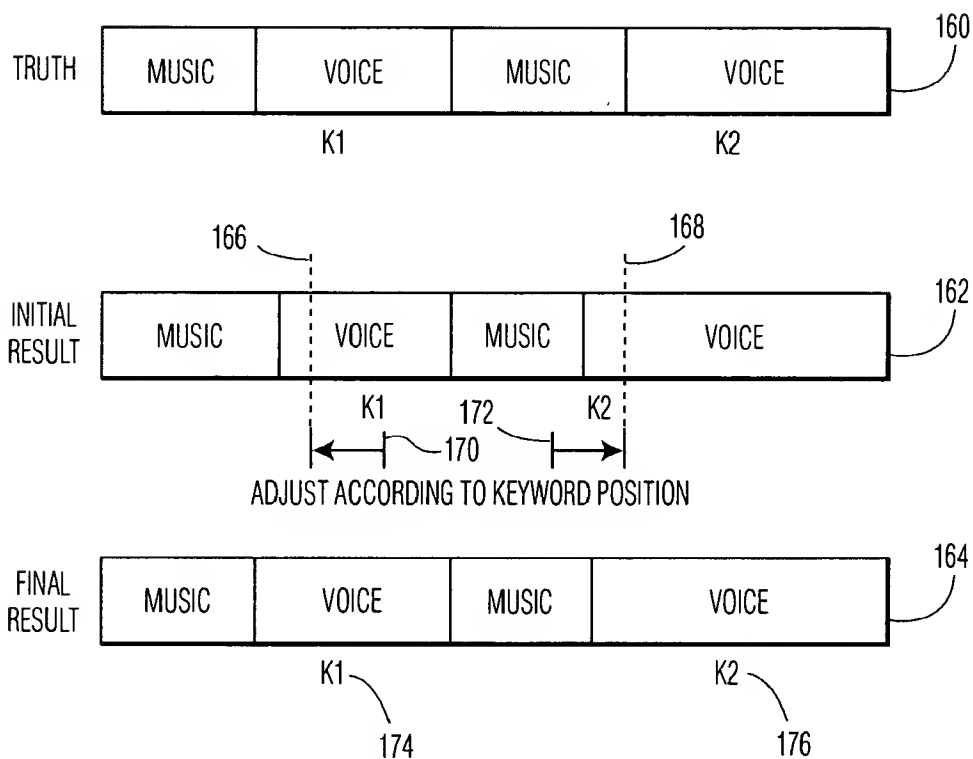 160
TRUTH MUSIC VOICE MUSIC VOICE
K1 K2
166 168
162
INITIAL RESULT MUSIC VOICE MUSIC VOICE
K1 172 K2
170
ADJUST ACCORDING TO KEYWORD POSITION
164
FINAL RESULT MUSIC VOICE MUSIC VOICE
K1 K2
174 176